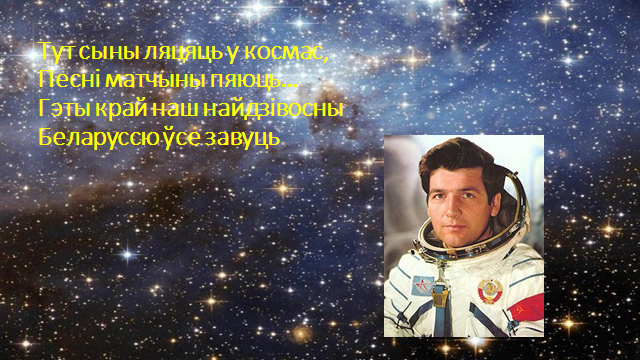 Тут сыны ляцяць у космас,
Песні матчыны пяюць...
Гэты край наш найдзівосны
Беларуссю ўсе завуць